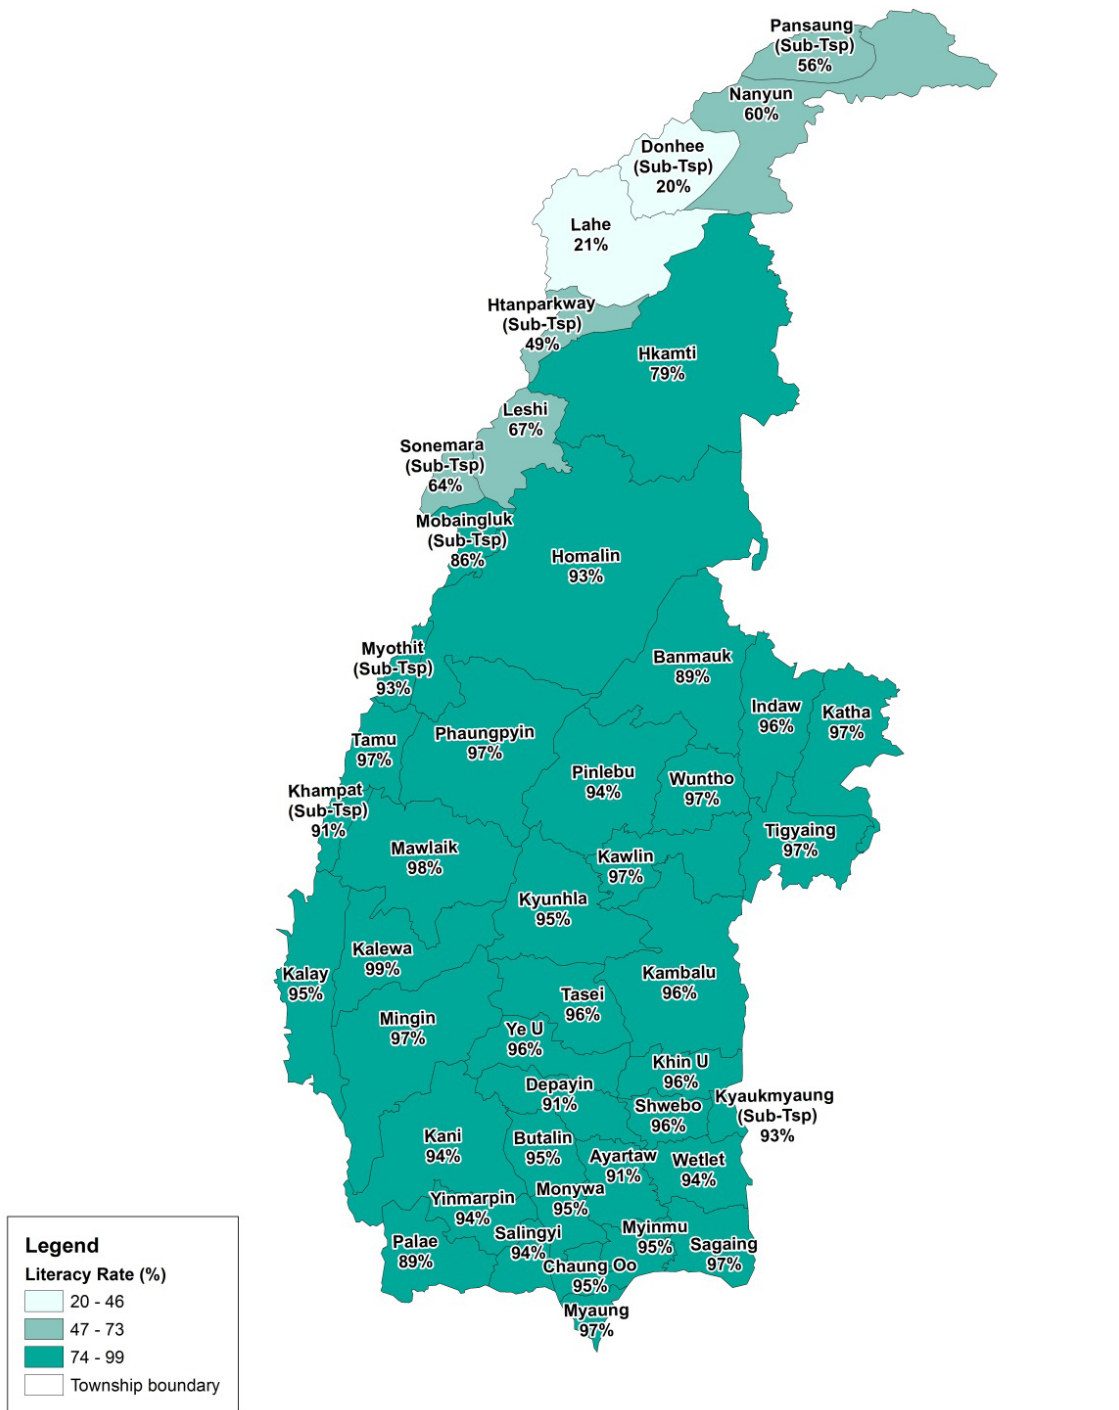 Pansaung
(Sub-Tsp)
56%
Nanyun
60%
Donhee
(Sub-Tsp)
20%
Lahe
21%
Htanparkway
(Sub-Tsp)
49%
Hkamti
79%
Leshi
67%
Sonemara
(Sub-Tsp)
64%
Mobaingluk
(Sub-Tsp)
86%
Homalin
93%
Myothit
(Sub-Tsp)
93%
Banmauk
89%
Indaw
96%
Katha
97%
Tamu
97%
Phaungpyin
97%
Pinlebu
94%
Wuntho
97%
Khampat
(Sub-Tsp)
91%
Mawlaik
98%
Kawlin
97%
Tigyaing
97%
Kyunhla
95%
Kalewa
99%
Kalay
95%
Kambalu
96%
Tasei
96%
Mingin
97%
Ye U
96%
Khin U
96%
Depayin
91%
Shwebo
96%
Kyaukmyaung
(Sub-Tsp)
93%
Kani
94%
Butalin
95%
Ayartaw
91%
Wetlet
94%
Yinmarpin
94%
Monywa
95%
Palae
89%
Salingyi
94%
Myinmu
95%
Sagaing
97%
Chaung Oo
95%
Myaung
97%
Legend
Literacy Rate (%)
20 - 46
47 - 73
74 - 99
Township boundary